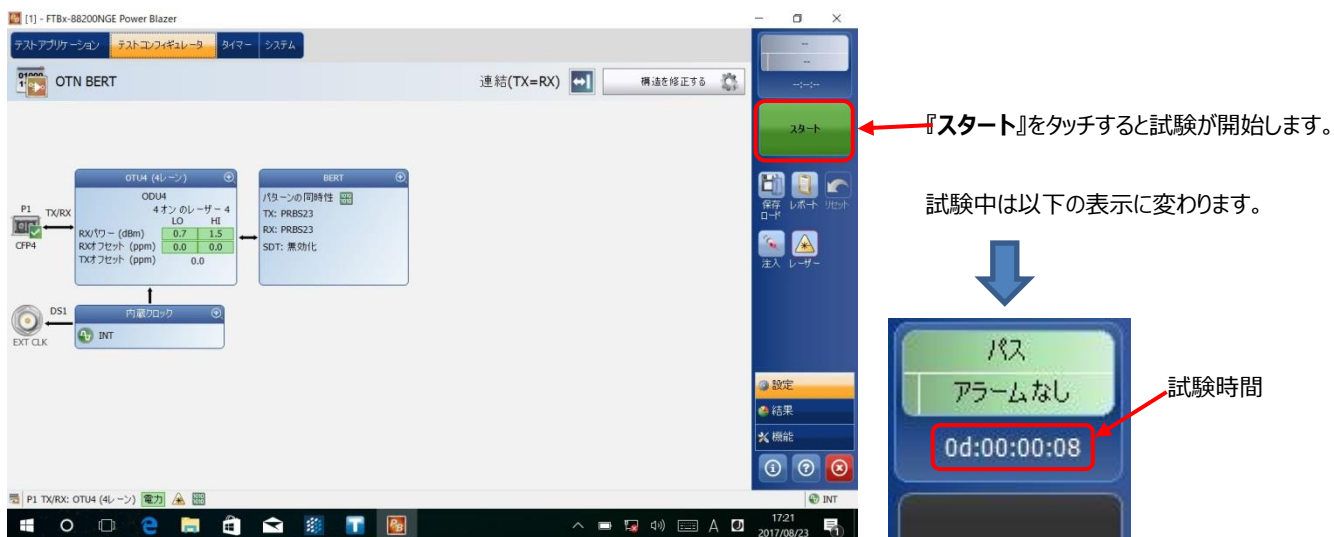 [1] - FTBx-88200NGE Power Blazer
テストアプリケーション テストコンフィギュレータ タイマー システム
OTN BERT
連結(TX=RX)
構造を修正する
--
--
--:--:--
スタート
『スタート』をタッチすると試験が開始します。
試験中は以下の表示に変わります。
OTU4 (4レーン)
ODU4
4 オン のレーザー 4
LO HI
RXパワー (dBm) 0.7 1.5
RXオフセット (ppm) 0.0 0.0
TXオフセット (ppm) 0.0
BERT
パターンの同時性
TX: PRBS23
RX: PRBS23
SDT: 無効化
P1 TX/RX
CFP4
DS1
EXT CLK
内蔵クロック
INT
保存
ロード
レポート
リセット
注入
レーザー
設定
結果
機能
パス
アラームなし
0d:00:00:08
試験時間
P1 TX/RX: OTU4 (4レーン) 電力
INT
A
17:21
2017/08/23